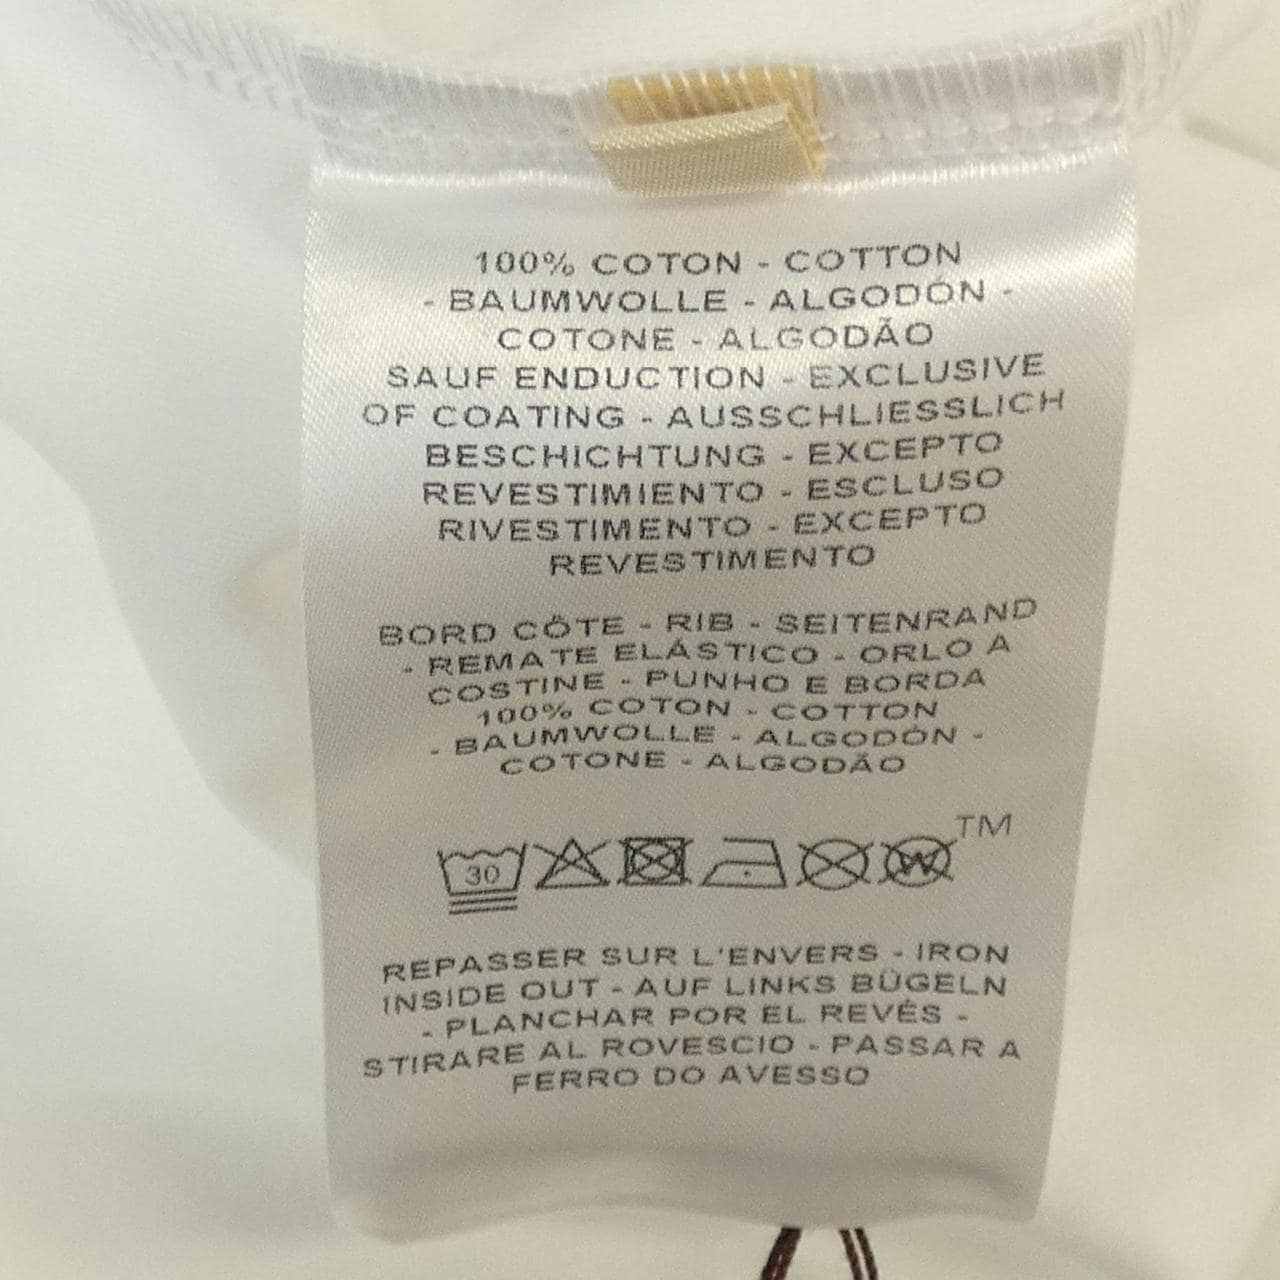 100% COTON - COTTON
- BAUMWOLLE - ALGODÓN -
COTONE - ALGODÃO
SAUF ENDUCTION - EXCLUSIVE
OF COATING - AUSSCHLIESSLICH
BESCHICHTUNG - EXCEPTO
REVESTIMIENTO - ESCLUSO
RIVESTIMENTO - EXCEPTO
REVESTIMENTO
BORD CÔTE - RIB - SEITENRAND
- REMATE ELÁSTICO - ORLO A
COSTINE - PUNHO E BORDA
100% COTON - COTTON
- BAUMWOLLE - ALGODÓN -
COTONE - ALGODÃO
30 W TM
REPASSER SUR L'ENVERS - IRON
INSIDE OUT - AUF LINKS BÜGELN
- PLANCHAR POR EL REVÉS -
STIRARE AL ROVESCIO - PASSAR A
FERRO DO AVESSO